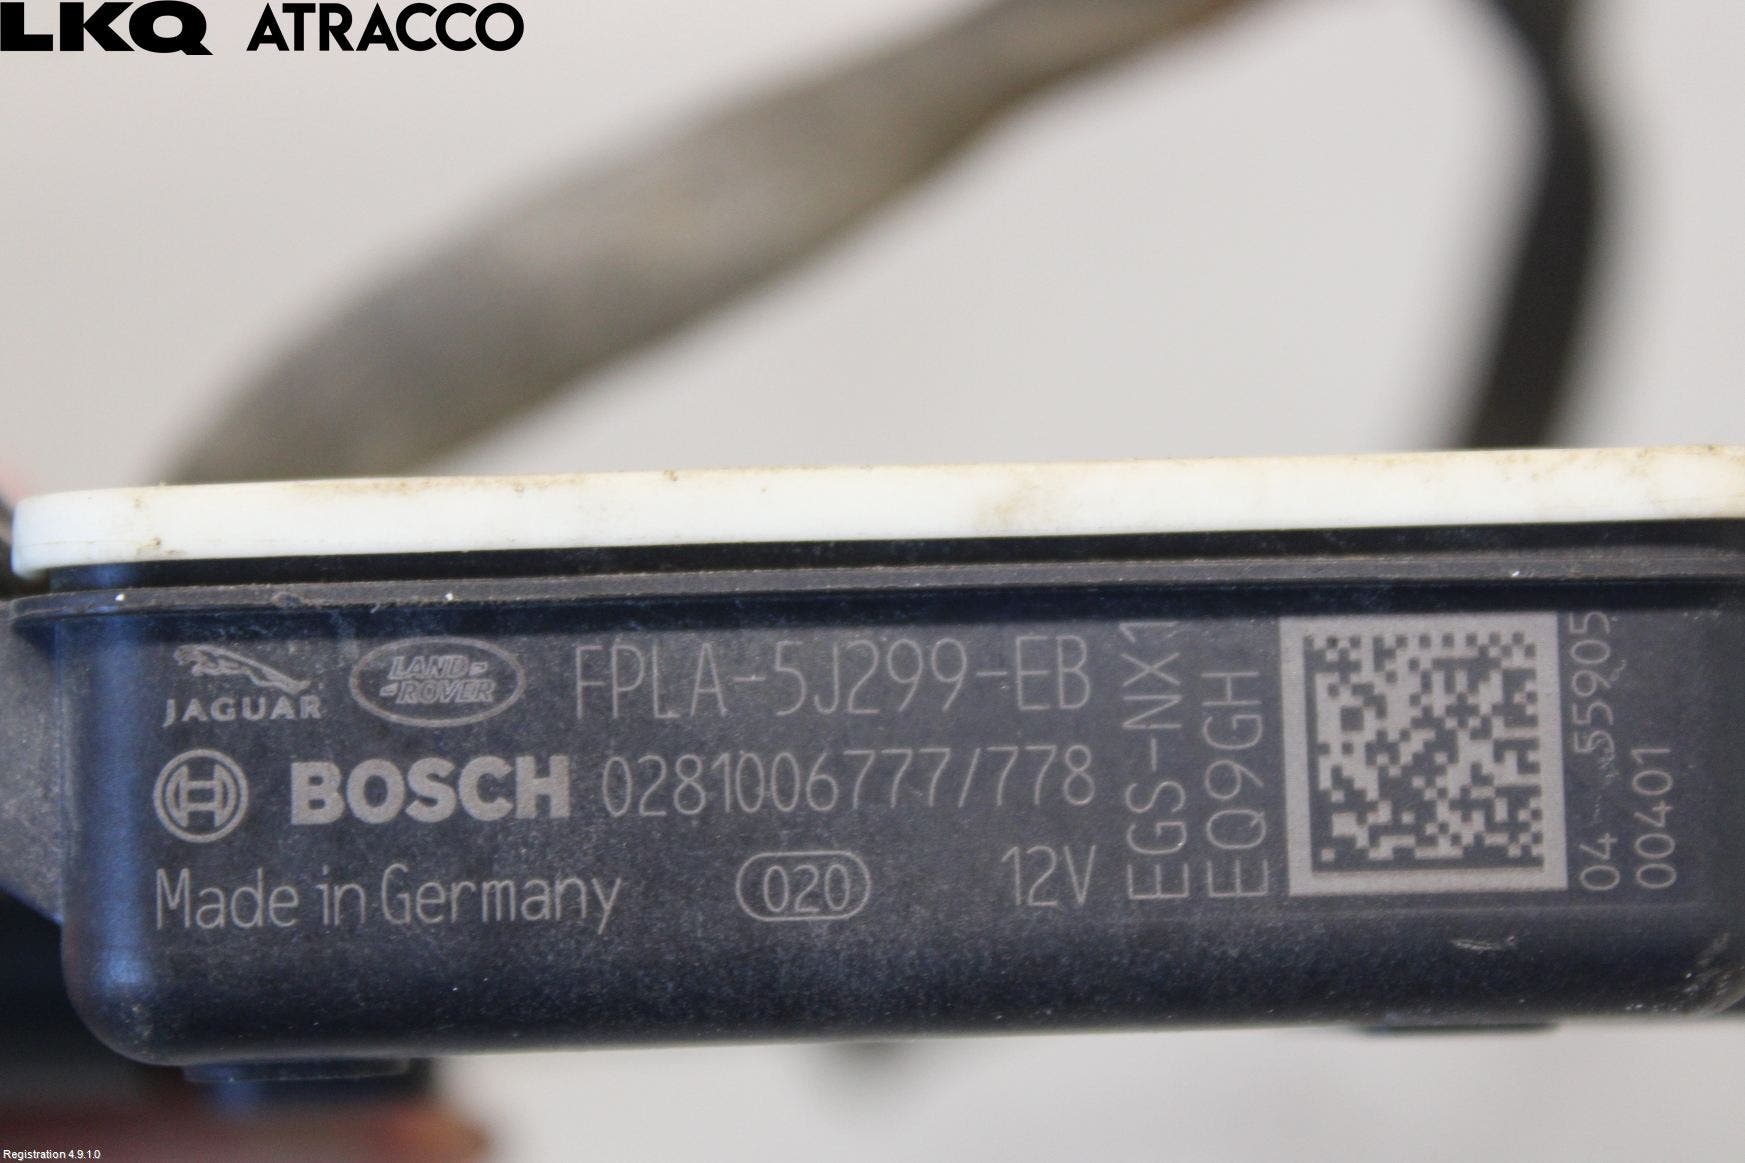 LKQ ATRACCO
JAGUAR LAND-
-ROVER FPLA-5J299-EB
BOSCH 0281006777/778
Made in Germany 020 12V
EGS-NX1
EQ9GH
04- 55905
00401
Registration 4.9.1.0